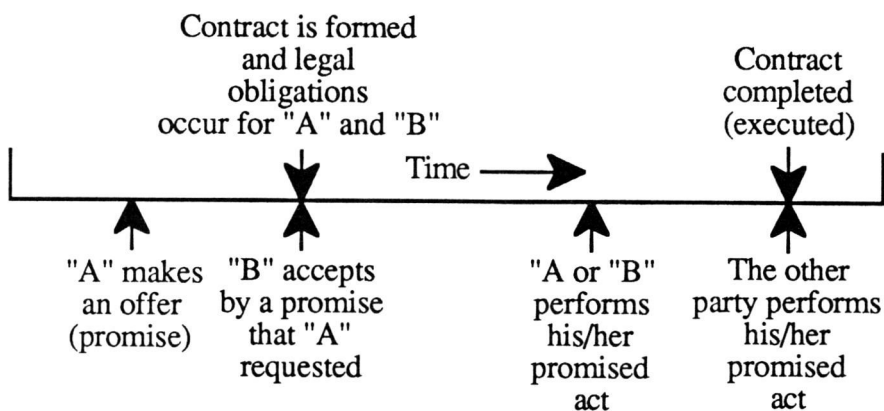 Contract is formed
and legal
obligations
occur for "A" and "B"
Contract
completed
(executed)
Time
"A" makes
an offer
(promise)
"B" accepts
by a promise
that "A"
requested
"A or "B"
performs
his/her
promised
act
The other
party performs
his/her
promised
act